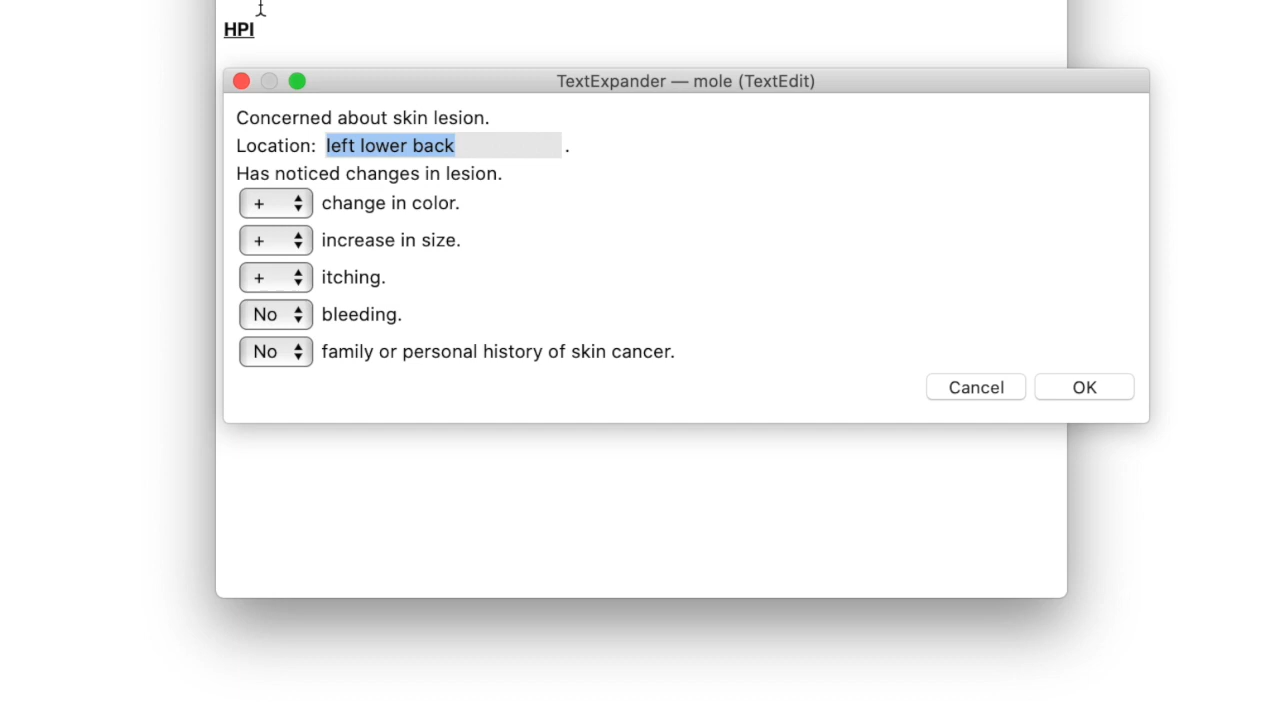 HPI
TextExpander — mole (TextEdit)
Concerned about skin lesion.
Location: left lower back .
Has noticed changes in lesion.
+ change in color.
+ increase in size.
+ itching.
No bleeding.
No family or personal history of skin cancer.
Cancel OK